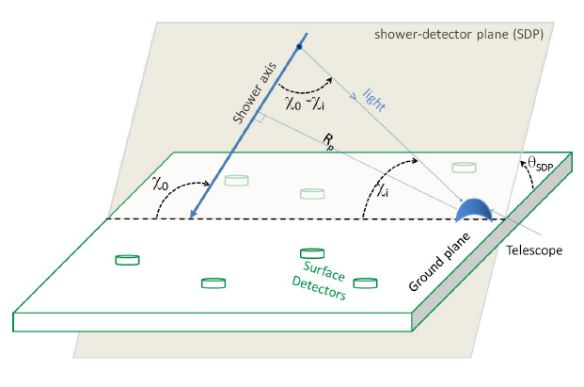 shower-detector plane (SDP)
Shower axis
χ₀ -χᵢ
light
Rₚ
θSDP
χ₀
χᵢ
Telescope
Ground plane
Surface
Detectors